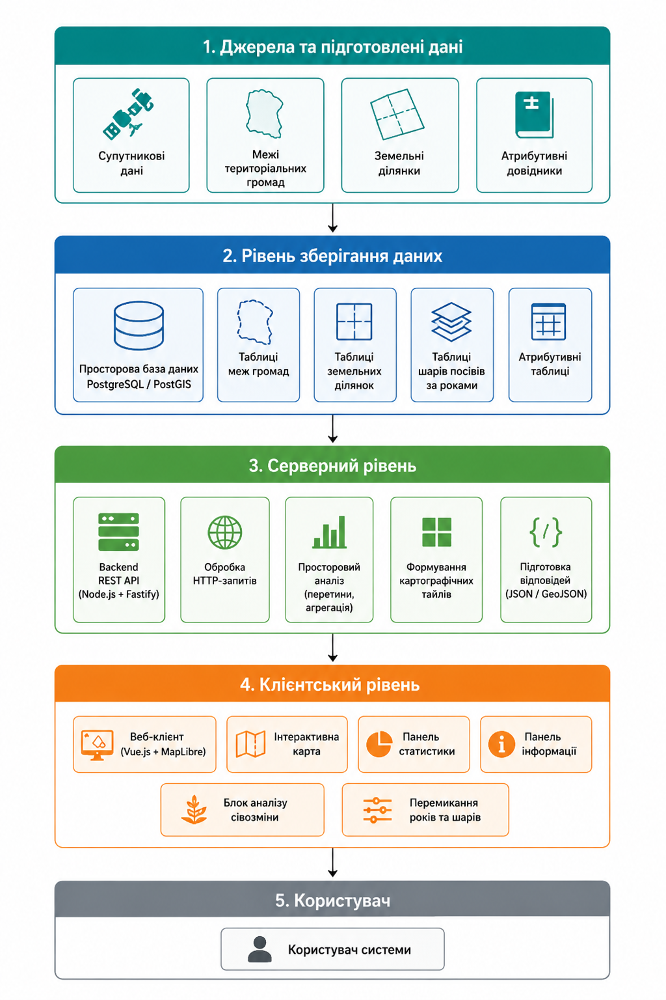 1. Джерела та підготовлені дані
Супутникові
дані
Межі
територіальних
громад
Земельні
ділянки
Атрибутивні
довідники
2. Рівень зберігання даних
Просторова база даних
PostgreSQL / PostGIS
Таблиці
меж громад
Таблиці
земельних
ділянок
Таблиці
шарів посівів
за роками
Атрибутивні
таблиці
3. Серверний рівень
Backend
REST API
(Node.js + Fastify)
Обробка
HTTP-запитів
Просторовий
аналіз
(перетини,
агрегація)
Формування
картографічних
тайлів
{/}
Підготовка
відповідей
(JSON / GeoJSON)
4. Клієнтський рівень
Веб-клієнт
(Vue.js + MapLibre)
Інтерактивна
карта
Панель
статистики
Панель
інформації
Блок аналізу
сівозміни
Перемикання
років та шарів
5. Користувач
Користувач системи